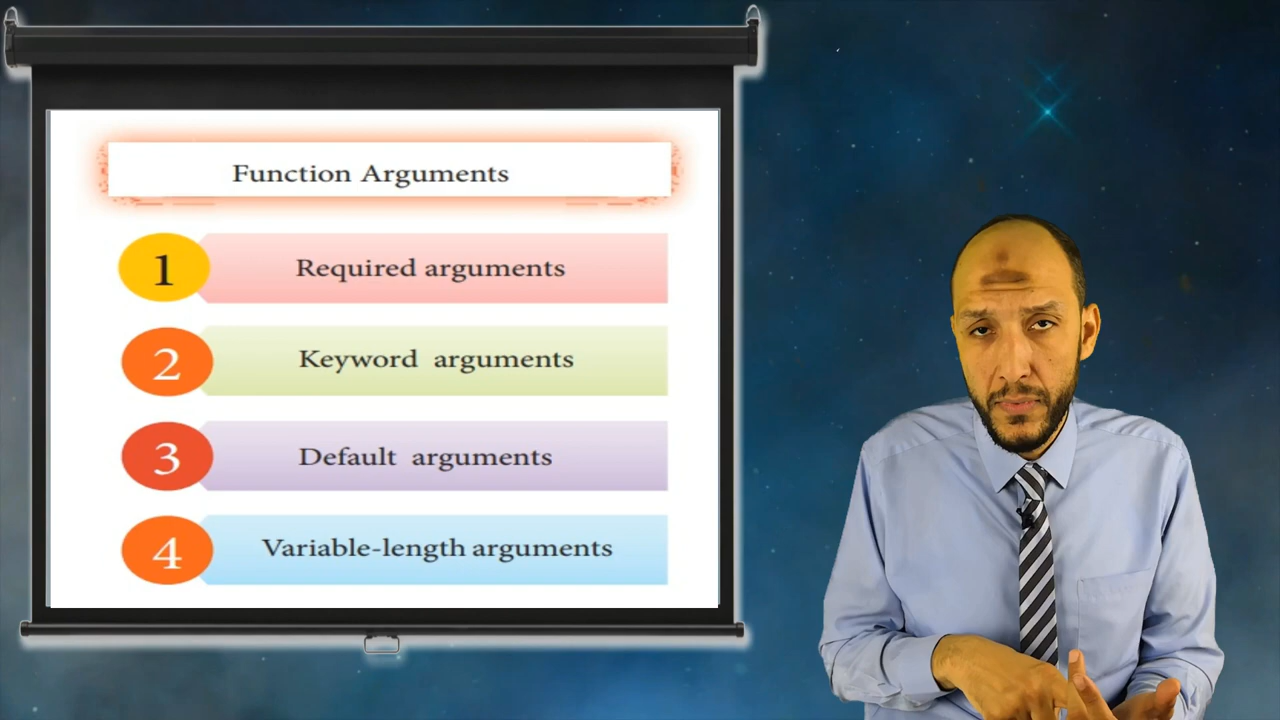 Function Arguments
1 Required arguments
2 Keyword arguments
3 Default arguments
4 Variable-length arguments